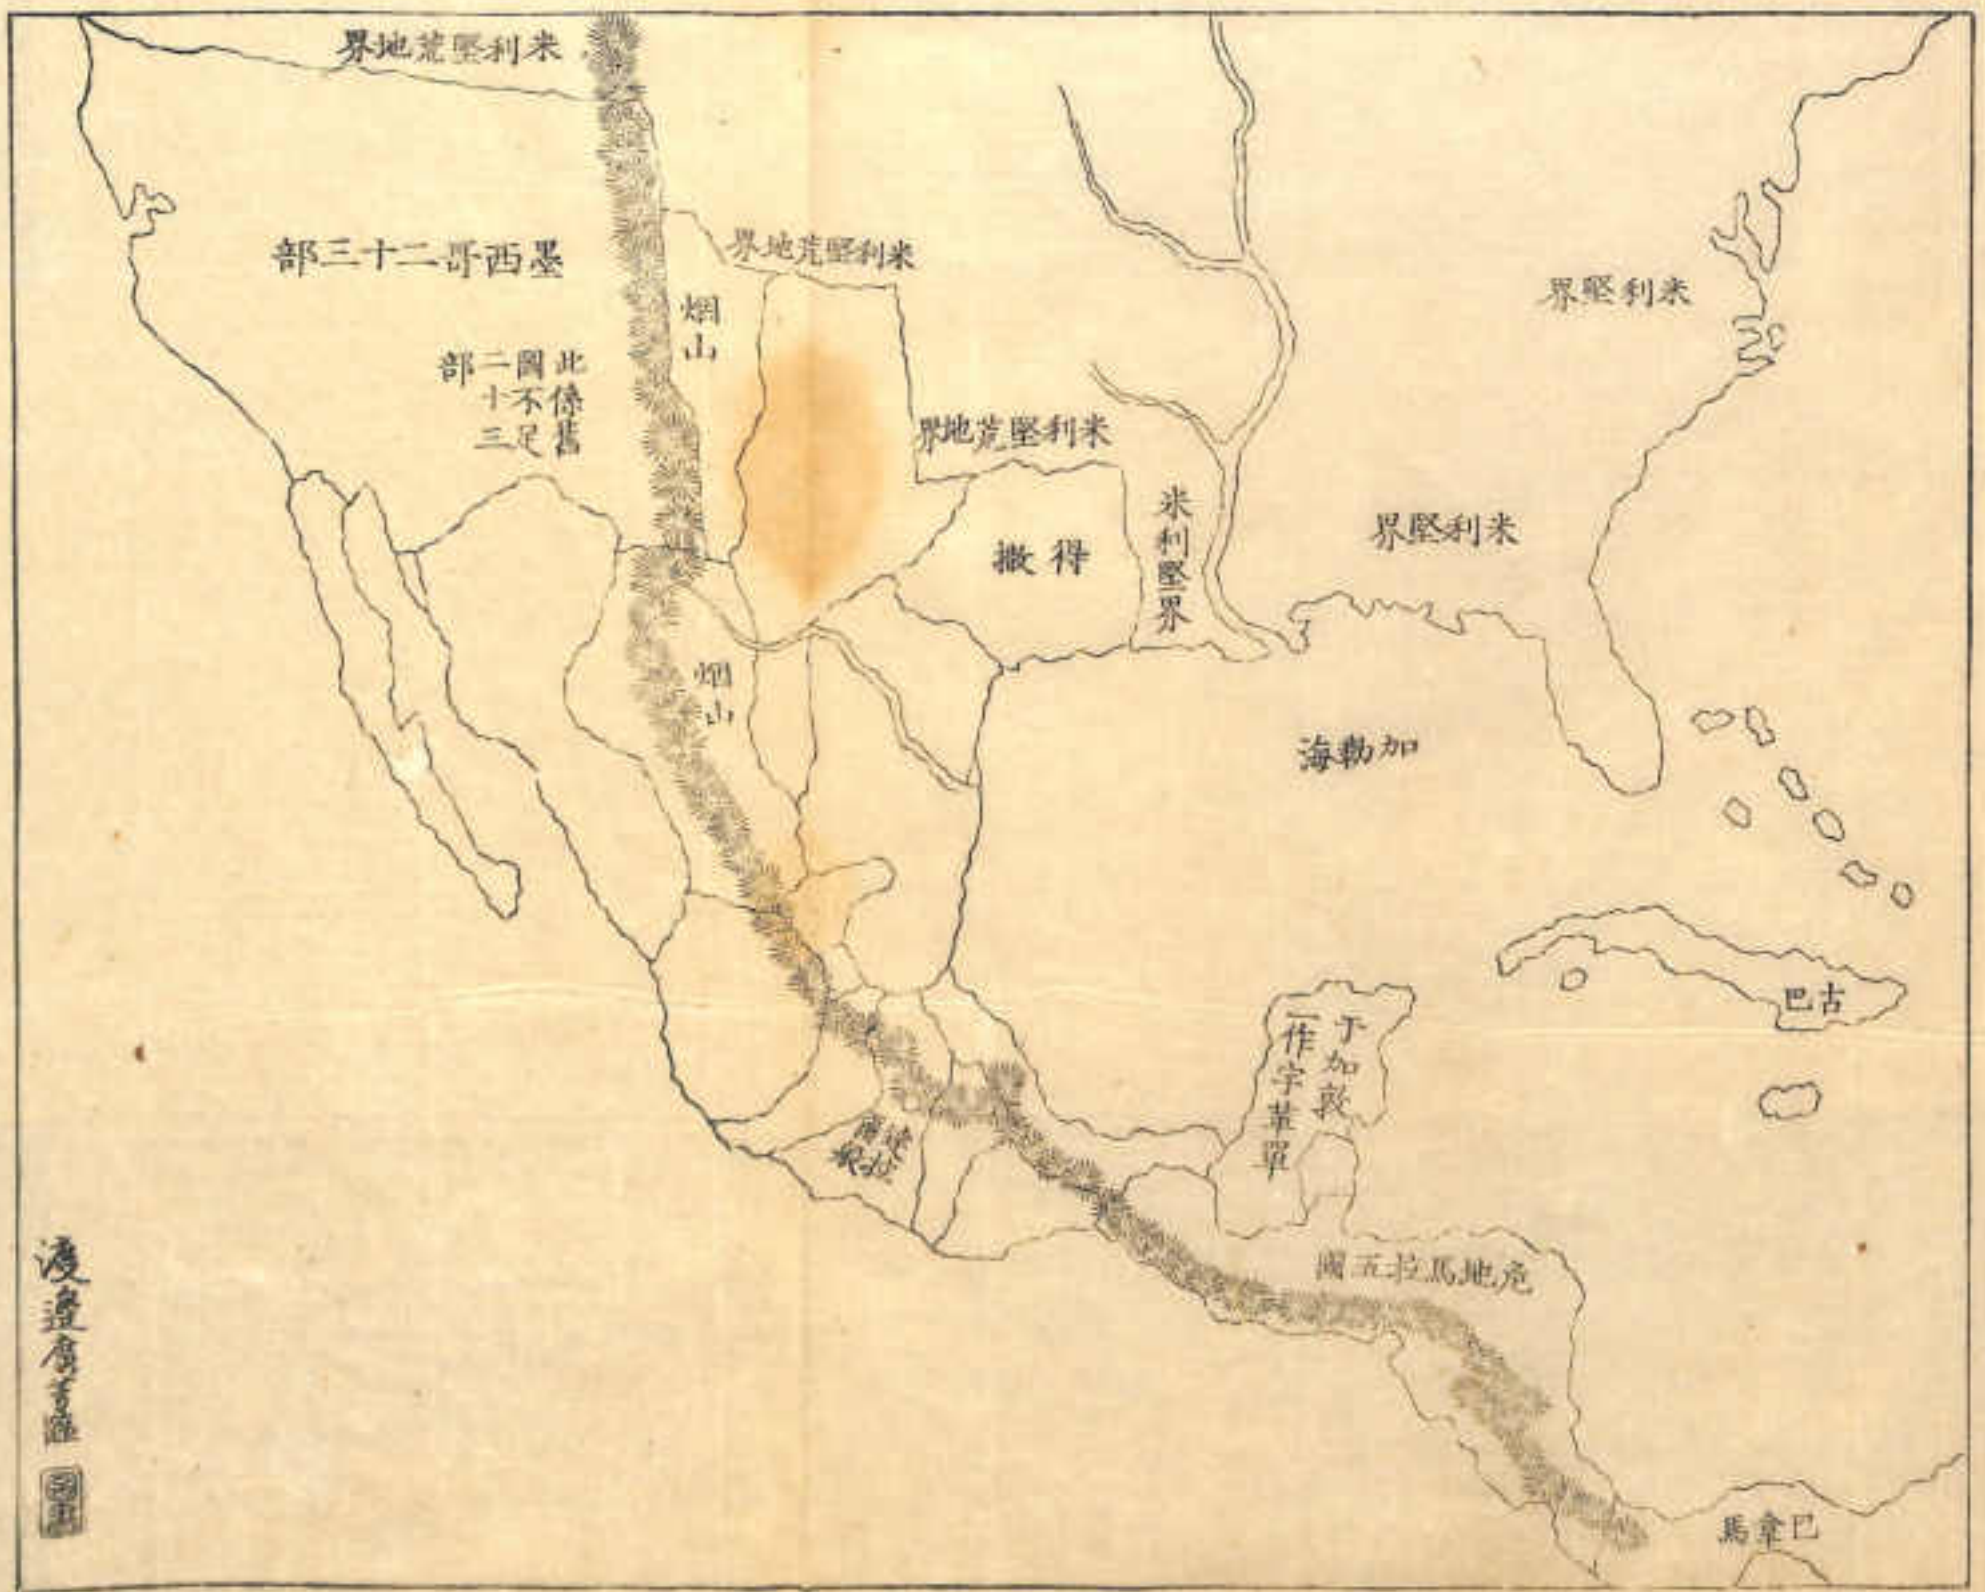 米利堅荒地界
墨西哥二十三部
此係舊
圖不足
二十三
部
烟山
米利堅荒地界
米利堅荒地界
米利堅界
米利堅界
米利堅界
得撒
烟山
加勒海
古巴
于加敦
一作宇革單
危地馬拉五國
巴拿馬